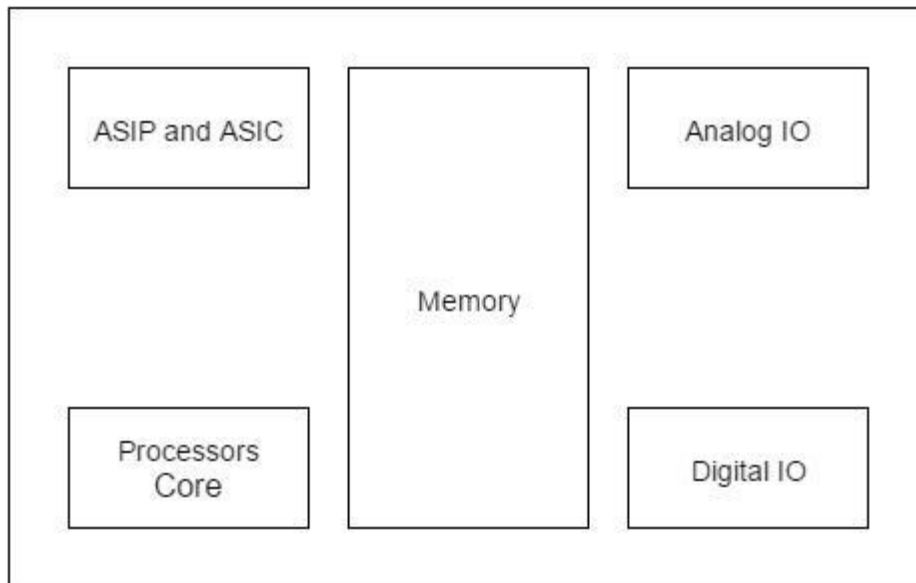 ASIP and ASIC
Analog IO
Memory
Processors
Core
Digital IO